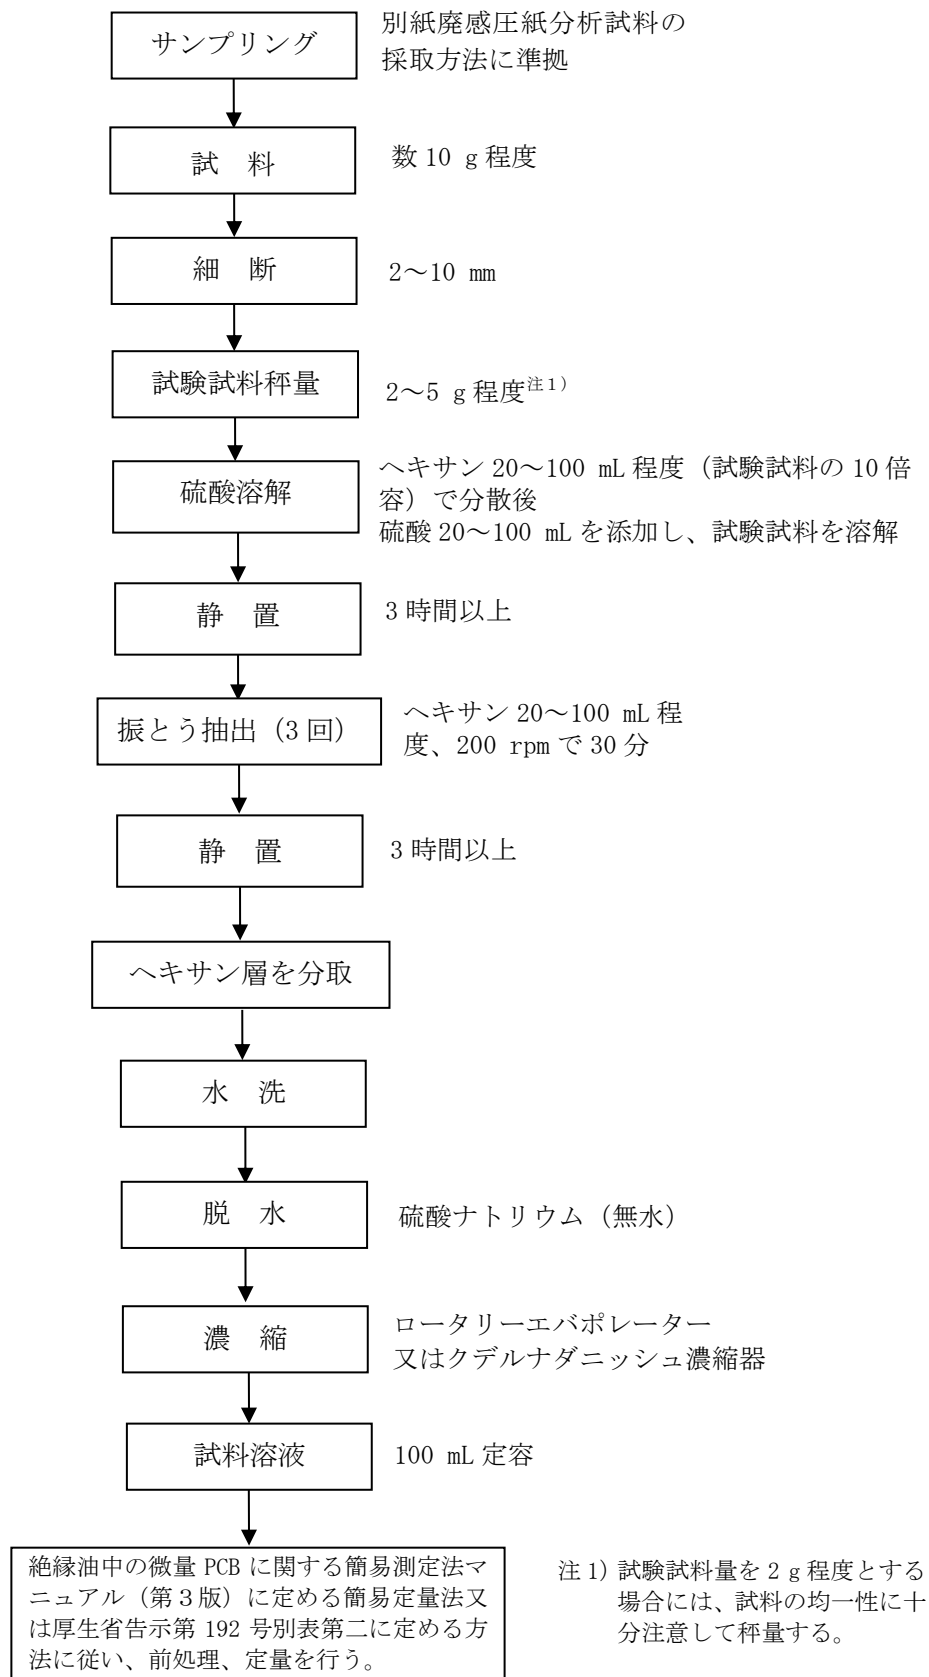 サンプリング
別紙廃感圧紙分析試料の
採取方法に準拠
試 料
数 10 g 程度
細 断
2～10 mm
試験試料秤量
2～5 g 程度注1)
硫酸溶解
ヘキサン 20～100 mL 程度（試験試料の 10 倍
容）で分散後
硫酸 20～100 mL を添加し、試験試料を溶解
静 置
3 時間以上
振とう抽出（3 回）
ヘキサン 20～100 mL 程
度、200 rpm で 30 分
静 置
3 時間以上
ヘキサン層を分取
水 洗
脱 水
硫酸ナトリウム（無水）
濃 縮
ロータリーエバポレーター
又はクデルナダニッシュ濃縮器
試料溶液
100 mL 定容
絶縁油中の微量 PCB に関する簡易測定法マ
ニュアル（第３版）に定める簡易定量法又
は厚生省告示第 192 号別表第二に定める方
法に従い、前処理、定量を行う。
注 1) 試験試料量を 2 g 程度とする
場合には、試料の均一性に十
分注意して秤量する。